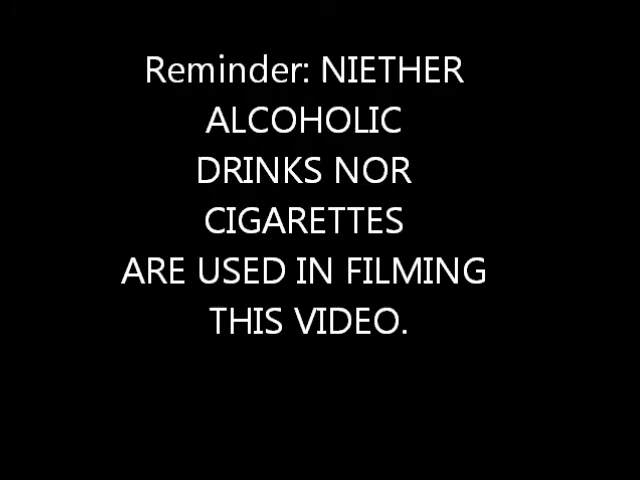 Reminder: NIETHER
ALCOHOLIC
DRINKS NOR
CIGARETTES
ARE USED IN FILMING
THIS VIDEO.